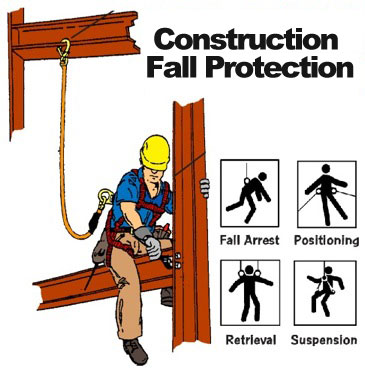 Construction
Fall Protection
Fall Arrest
Positioning
Retrieval
Suspension